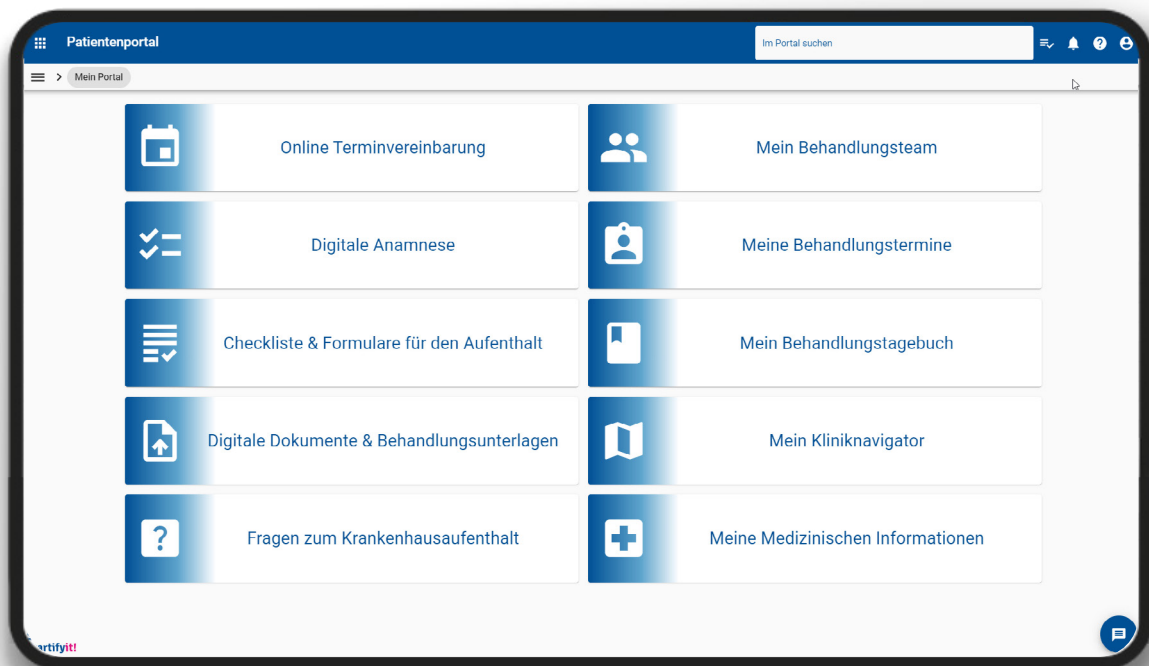 Patientenportal
Im Portal suchen
Mein Portal
Online Terminvereinbarung
Mein Behandlungsteam
Digitale Anamnese
Meine Behandlungstermine
Checkliste & Formulare für den Aufenthalt
Mein Behandlungstagebuch
Digitale Dokumente & Behandlungsunterlagen
Mein Kliniknavigator
Fragen zum Krankenhausaufenthalt
Meine Medizinischen Informationen